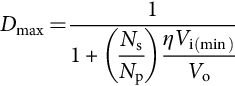 D_max = 1 / (1 + (N_s / N_p) ηV_i(min) / V_o)